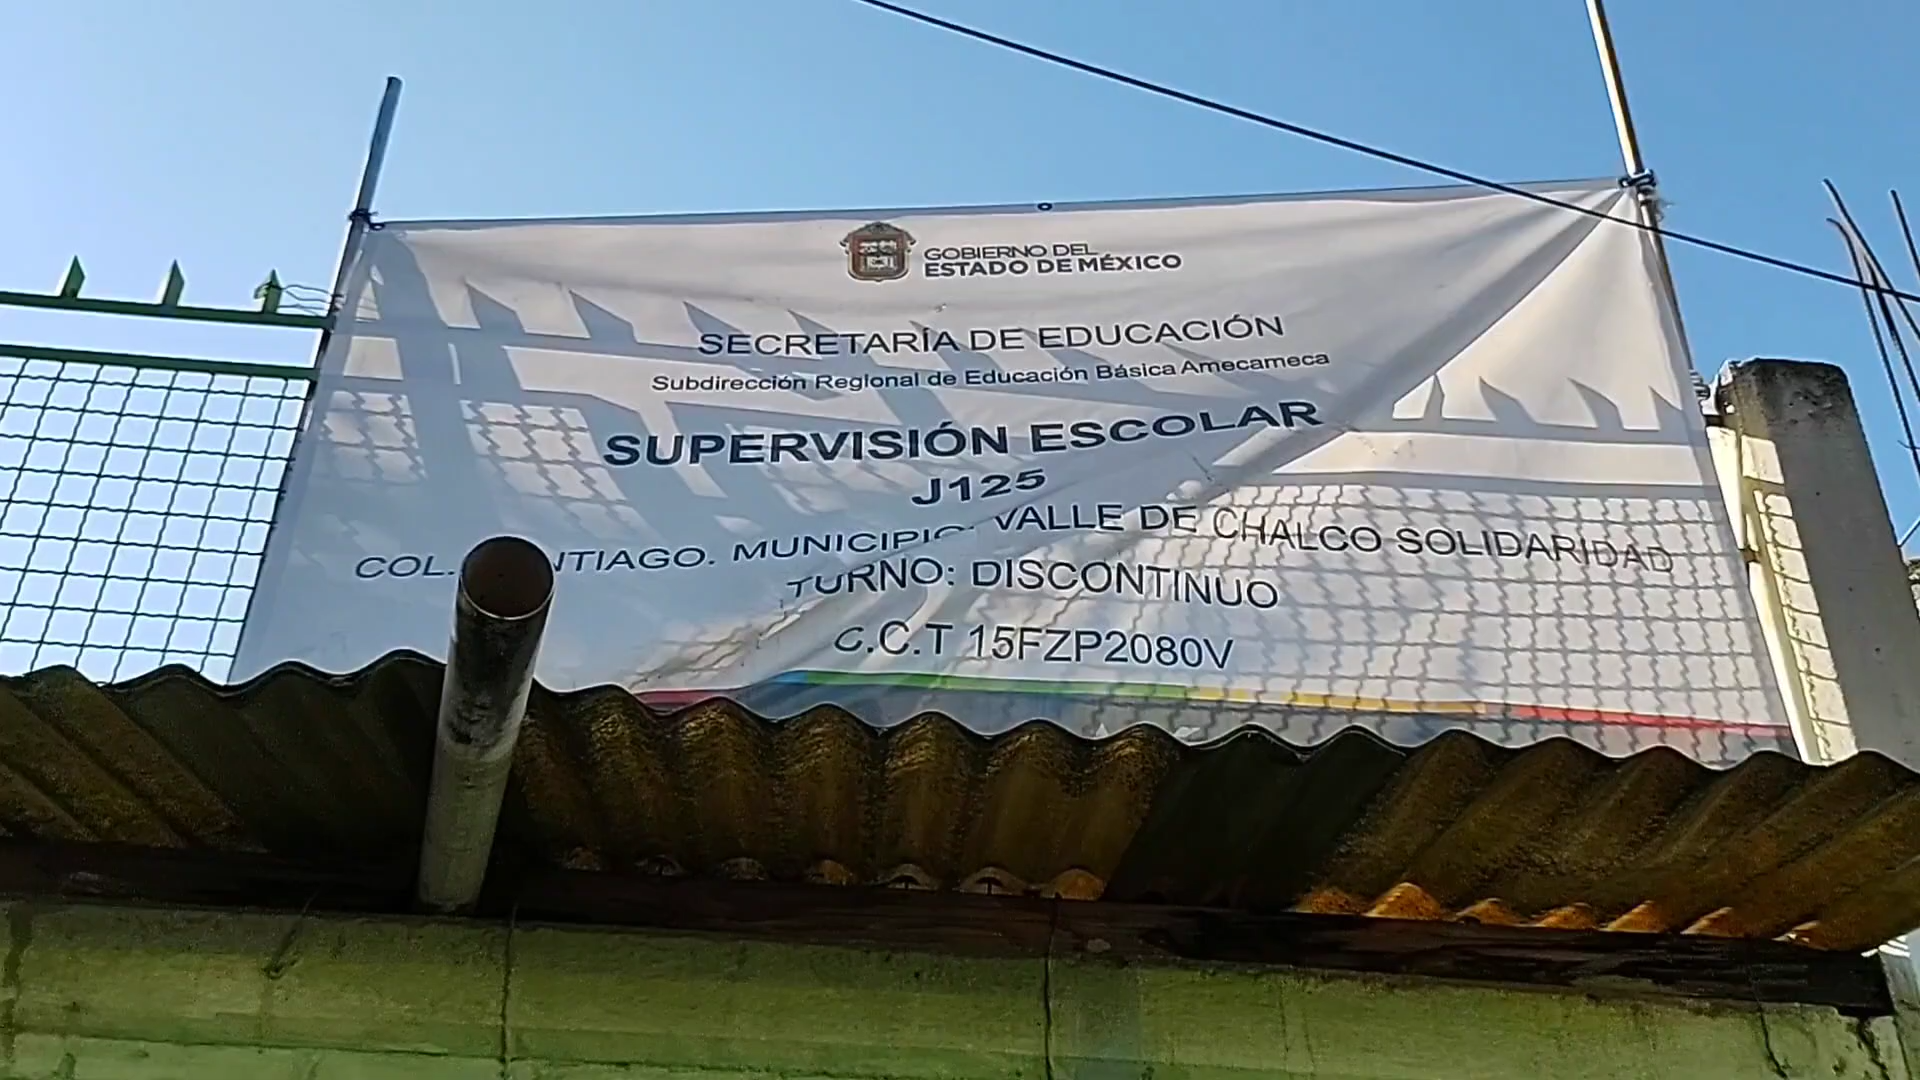 GOBIERNO DEL
ESTADO DE MÉXICO
SECRETARÍA DE EDUCACIÓN
Subdirección Regional de Educación Básica Amecameca
SUPERVISIÓN ESCOLAR
J125
COL. MUNICIPIO. VALLE DE CHALCO SOLIDARIDAD
TURNO: DISCONTINUO
C.C.T 15FZP2080V